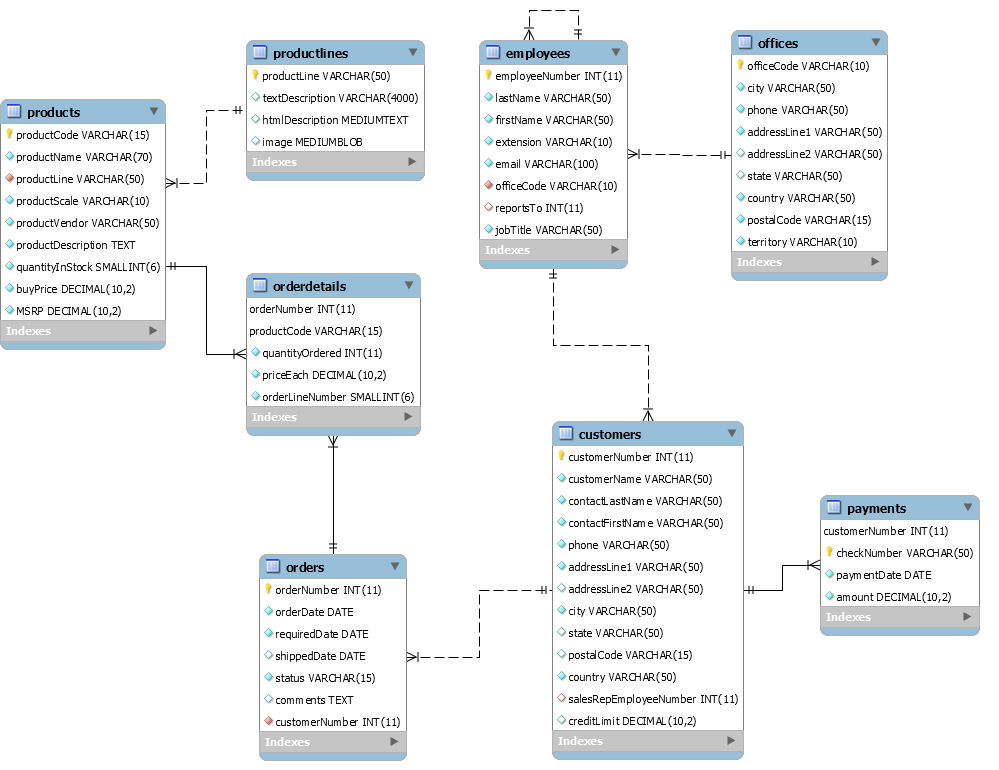 productlines
productLine VARCHAR(50)
textDescription VARCHAR(4000)
htmlDescription MEDIUMTEXT
image MEDIUMBLOB
Indexes
employees
employeeNumber INT(11)
lastName VARCHAR(50)
firstName VARCHAR(50)
extension VARCHAR(10)
email VARCHAR(100)
officeCode VARCHAR(10)
reportsTo INT(11)
jobTitle VARCHAR(50)
Indexes
offices
officeCode VARCHAR(10)
city VARCHAR(50)
phone VARCHAR(50)
addressLine1 VARCHAR(50)
addressLine2 VARCHAR(50)
state VARCHAR(50)
country VARCHAR(50)
postalCode VARCHAR(15)
territory VARCHAR(10)
Indexes
products
productCode VARCHAR(15)
productName VARCHAR(70)
productLine VARCHAR(50)
productScale VARCHAR(10)
productVendor VARCHAR(50)
productDescription TEXT
quantityInStock SMALLINT(6)
buyPrice DECIMAL(10,2)
MSRP DECIMAL(10,2)
Indexes
orderdetails
orderNumber INT(11)
productCode VARCHAR(15)
quantityOrdered INT(11)
priceEach DECIMAL(10,2)
orderLineNumber SMALLINT(6)
Indexes
customers
customerNumber INT(11)
customerName VARCHAR(50)
contactLastName VARCHAR(50)
contactFirstName VARCHAR(50)
phone VARCHAR(50)
addressLine1 VARCHAR(50)
addressLine2 VARCHAR(50)
city VARCHAR(50)
state VARCHAR(50)
postalCode VARCHAR(15)
country VARCHAR(50)
salesRepEmployeeNumber INT(11)
creditLimit DECIMAL(10,2)
Indexes
payments
customerNumber INT(11)
checkNumber VARCHAR(50)
paymentDate DATE
amount DECIMAL(10,2)
Indexes
orders
orderNumber INT(11)
orderDate DATE
requiredDate DATE
shippedDate DATE
status VARCHAR(15)
comments TEXT
customerNumber INT(11)
Indexes